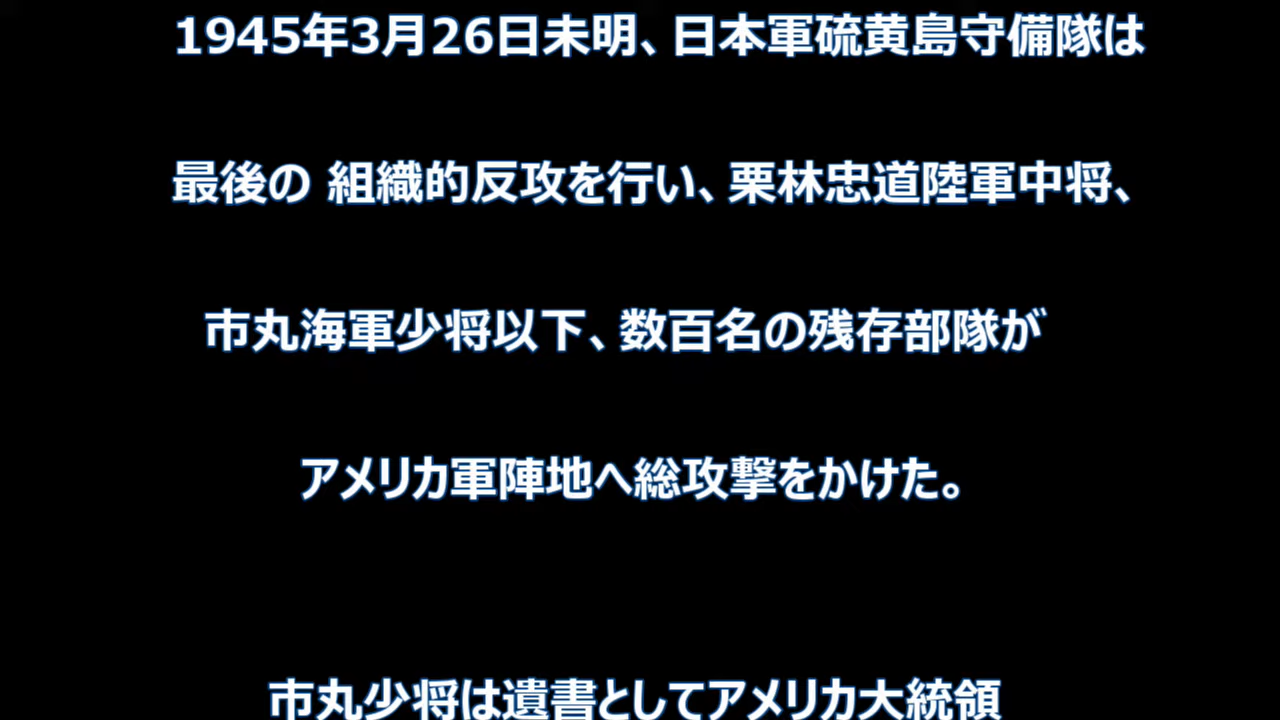 1945年3月26日未明、日本軍硫黄島守備隊は
最後の 組織的反攻を行い、栗林忠道陸軍中将、
市丸海軍少将以下、数百名の残存部隊が
アメリカ軍陣地へ総攻撃をかけた。
市丸少将は遺書としてアメリカ大統領